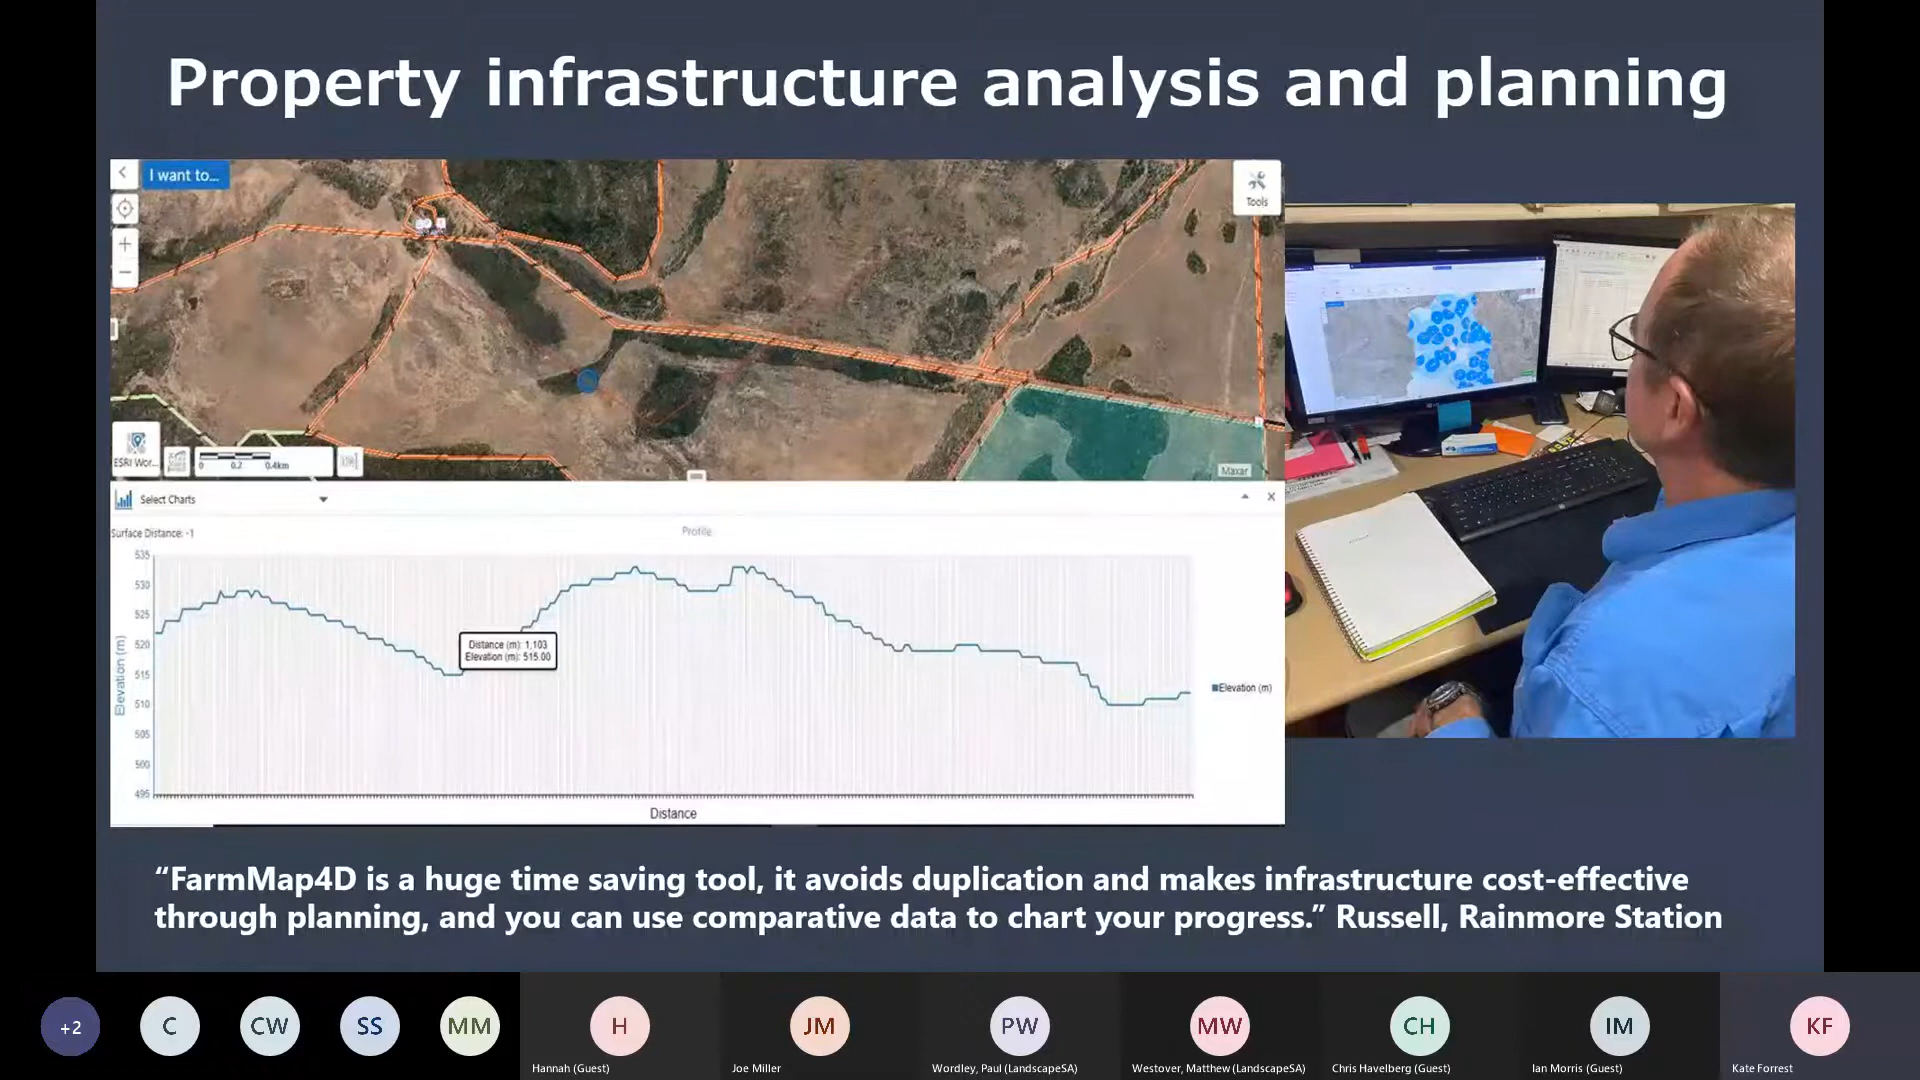 Property infrastructure analysis and planning
I want to...
Tools
ESRI Wor...
0 0.2 0.4km
Maxar
Select Charts
Surface Distance: -1
Profile
535
530
525
520
515
510
505
500
495
Elevation (m)
Distance (m): 1,103
Elevation (m): 515.00
Elevation (m)
Distance
“FarmMap4D is a huge time saving tool, it avoids duplication and makes infrastructure cost-effective
through planning, and you can use comparative data to chart your progress.” Russell, Rainmore Station
+2 C CW SS MM H JM PW MW CH IM KF
Hannah (Guest) Joe Miller Wordley, Paul (LandscapeSA) Westover, Matthew (LandscapeSA) Chris Havelberg (Guest) Ian Morris (Guest) Kate Forrest